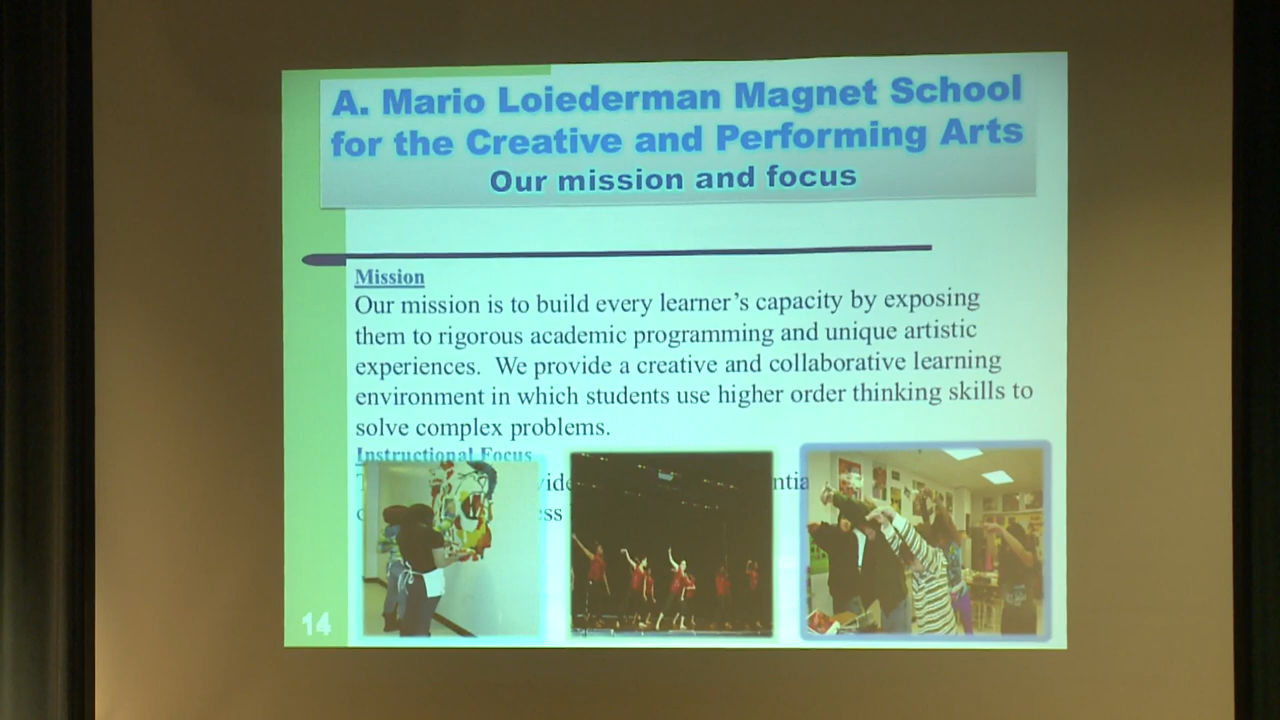 A. Mario Loiederman Magnet School
for the Creative and Performing Arts
Our mission and focus
Mission
Our mission is to build every learner's capacity by exposing
them to rigorous academic programming and unique artistic
experiences. We provide a creative and collaborative learning
environment in which students use higher order thinking skills to
solve complex problems.
Instructional Focus
14